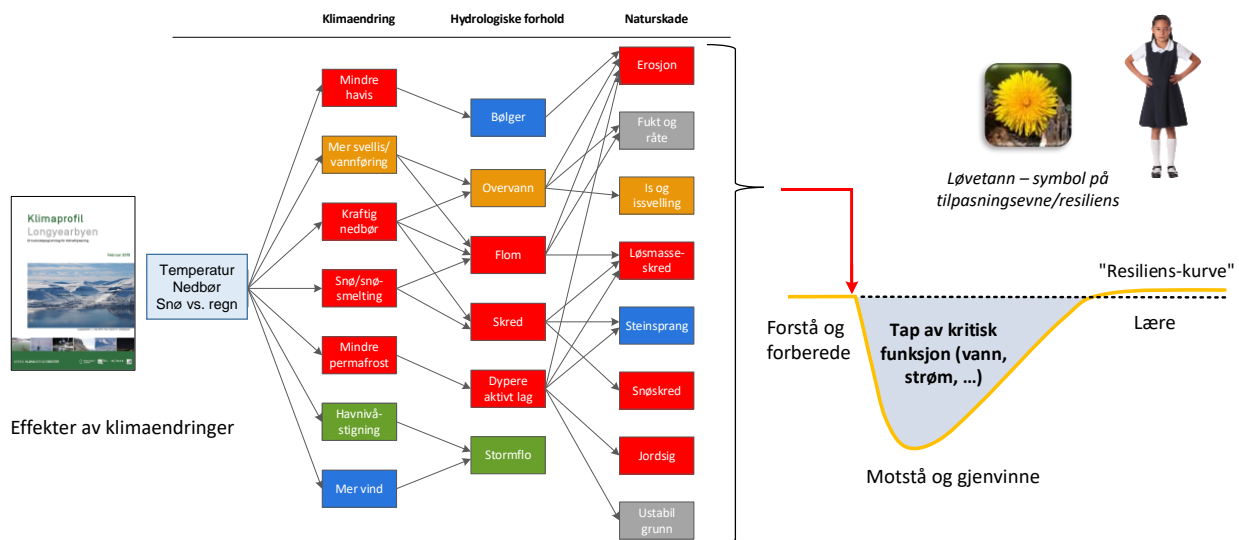 Klimaendring
Hydrologiske forhold
Naturskade
Klimaprofil
Longyearbyen
Februar 2019
Temperatur
Nedbør
Snø vs. regn
Effekter av klimaendringer
Mindre
havis
Mer svellis/
vannføring
Kraftig
nedbør
Snø/snø-
smelting
Mindre
permafrost
Havnivå-
stigning
Mer vind
Bølger
Overvann
Flom
Skred
Dypere
aktivt lag
Stormflo
Erosjon
Fukt og
råte
Is og
issvelling
Løsmasse-
skred
Steinsprang
Snøskred
Jordsig
Ustabil
grunn
Løvetann – symbol på
tilpasningsevne/resiliens
"Resiliens-kurve"
Forstå og
forberede
Tap av kritisk
funksjon (vann,
strøm, …)
Lære
Motstå og gjenvinne